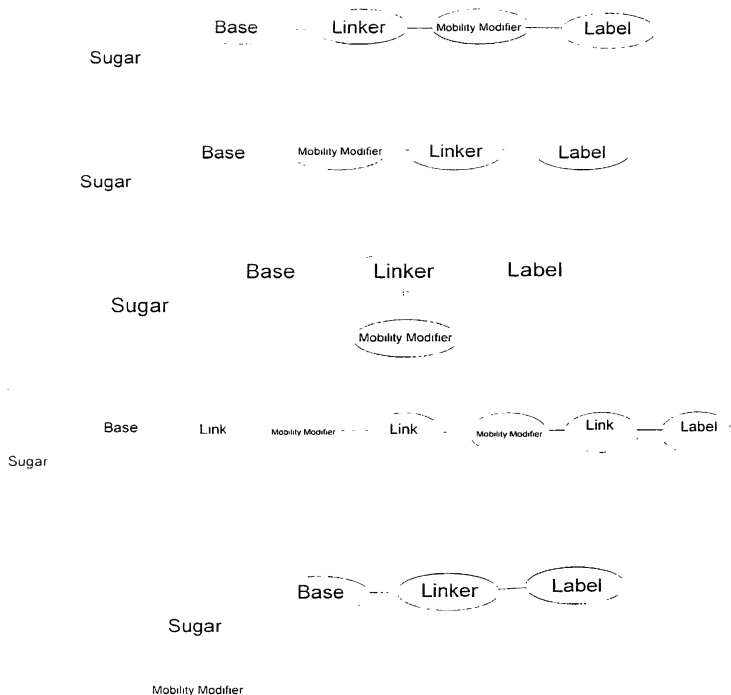 Base Linker Mobility Modifier Label
Sugar
Base Mobility Modifier Linker Label
Sugar
Base Linker Label
Sugar
Mobility Modifier
Base Link Mobility Modifier Link Mobility Modifier Link Label
Sugar
Base Linker Label
Sugar
Mobility Modifier